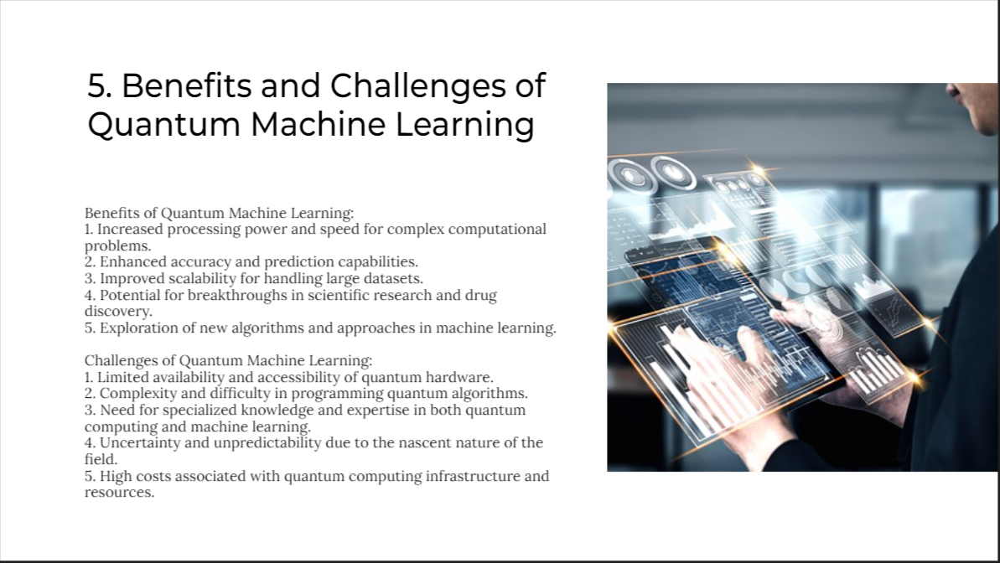 5. Benefits and Challenges of
Quantum Machine Learning
Benefits of Quantum Machine Learning:
1. Increased processing power and speed for complex computational
problems.
2. Enhanced accuracy and prediction capabilities.
3. Improved scalability for handling large datasets.
4. Potential for breakthroughs in scientific research and drug
discovery.
5. Exploration of new algorithms and approaches in machine learning.
Challenges of Quantum Machine Learning:
1. Limited availability and accessibility of quantum hardware.
2. Complexity and difficulty in programming quantum algorithms.
3. Need for specialized knowledge and expertise in both quantum
computing and machine learning.
4. Uncertainty and unpredictability due to the nascent nature of the
field.
5. High costs associated with quantum computing infrastructure and
resources.